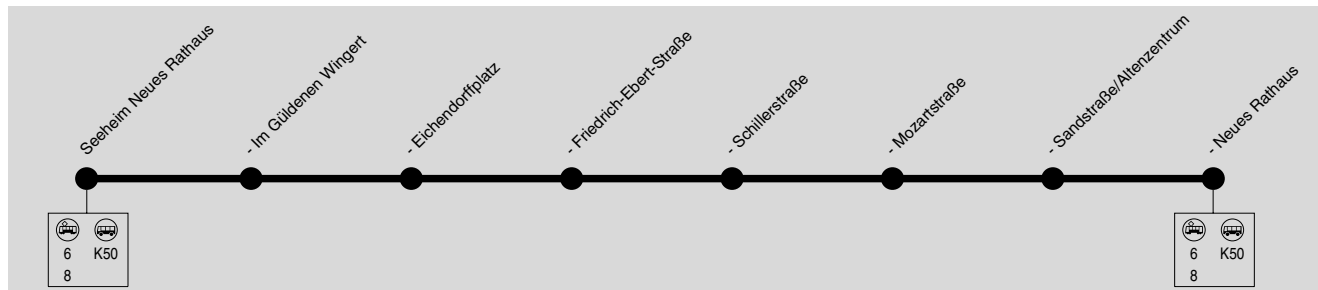 Seeheim Neues Rathaus
- Im Güldenen Wingert
- Eichendorffplatz
- Friedrich-Ebert-Straße
- Schillerstraße
- Mozartstraße
- Sandstraße/Altenzentrum
- Neues Rathaus
6 K50
8
6 K50
8